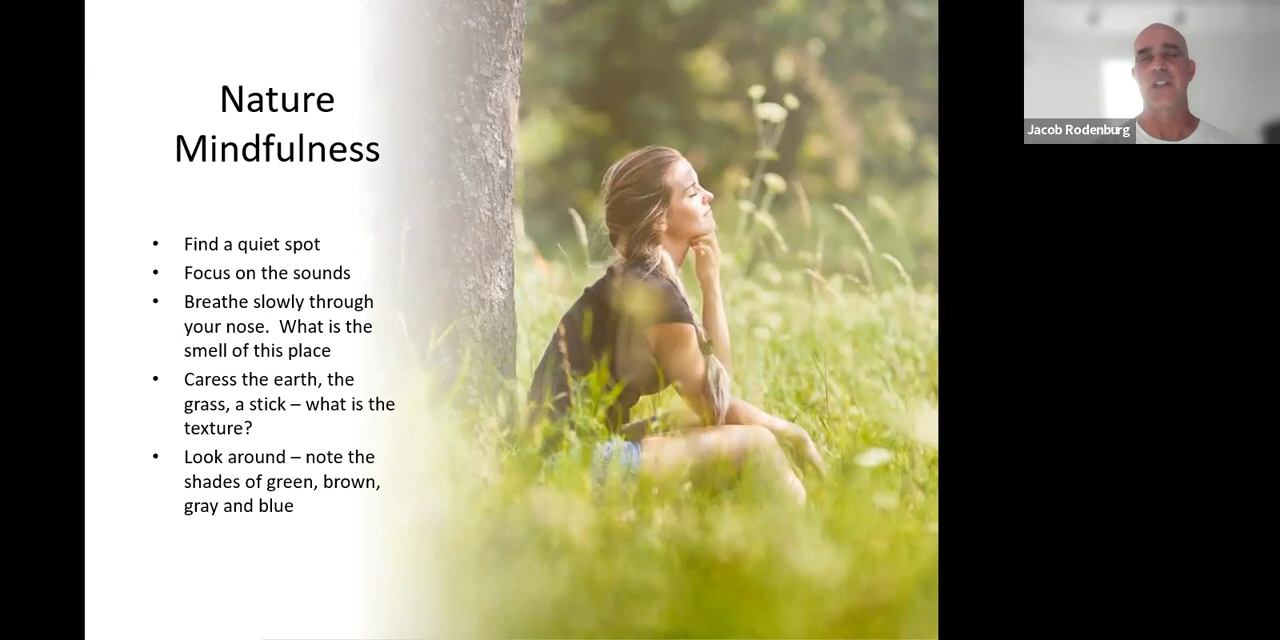 Nature
Mindfulness
• Find a quiet spot
• Focus on the sounds
• Breathe slowly through
your nose.  What is the
smell of this place
• Caress the earth, the
grass, a stick – what is the
texture?
• Look around – note the
shades of green, brown,
gray and blue
Jacob Rodenburg